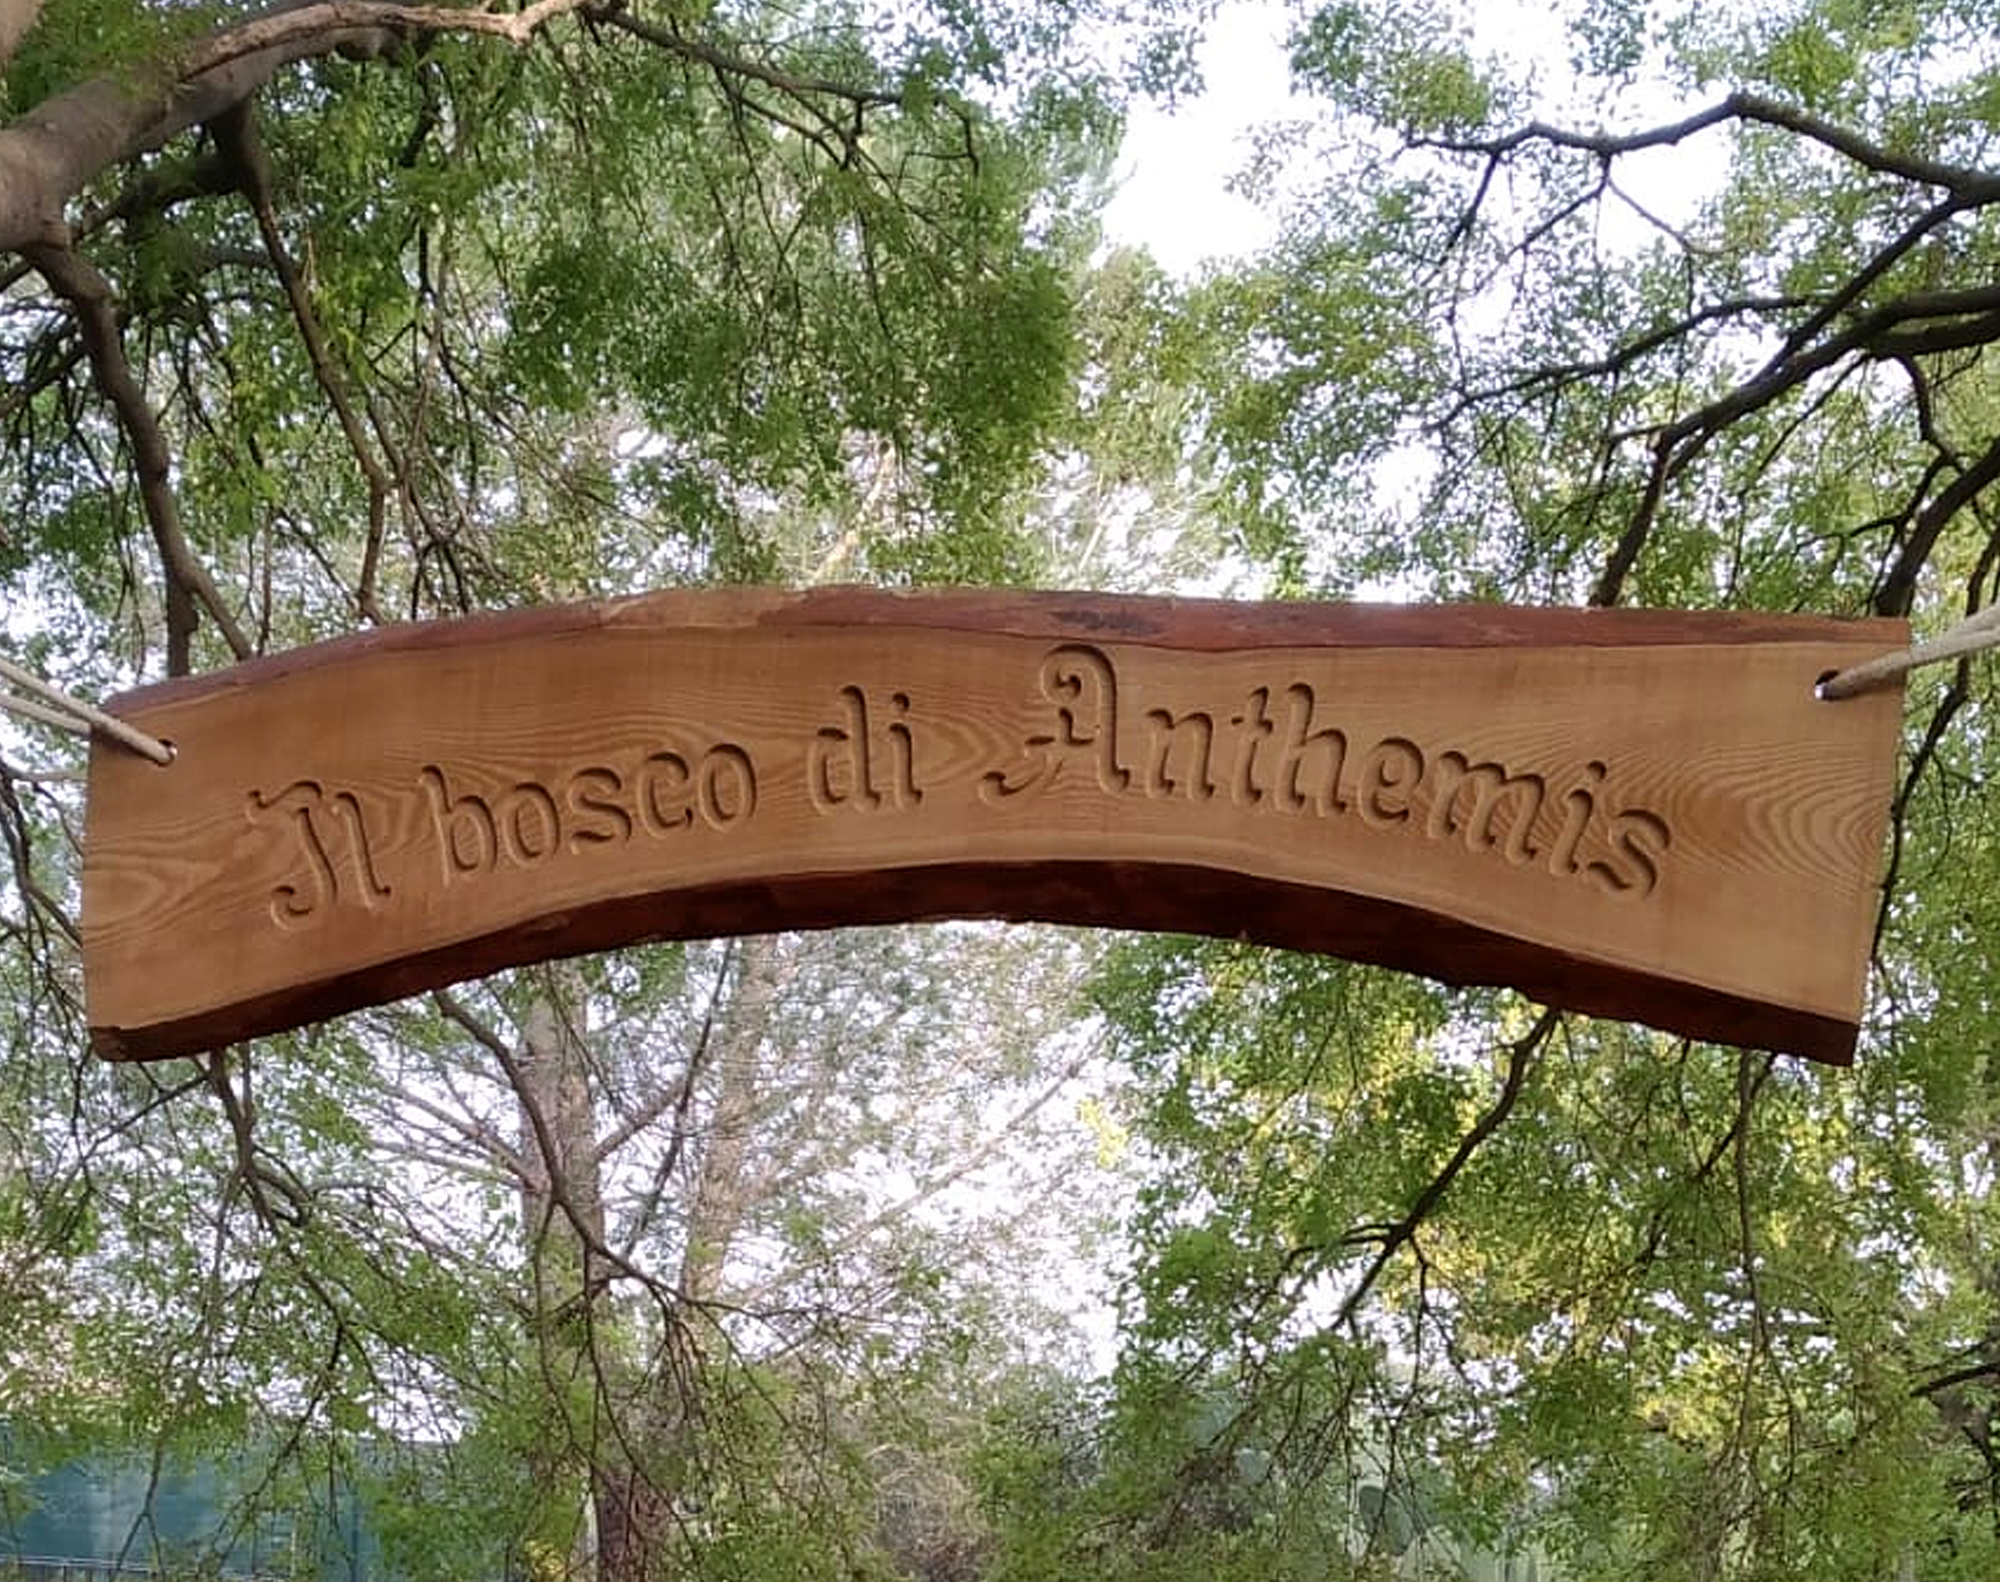 Il bosco di Anthemis